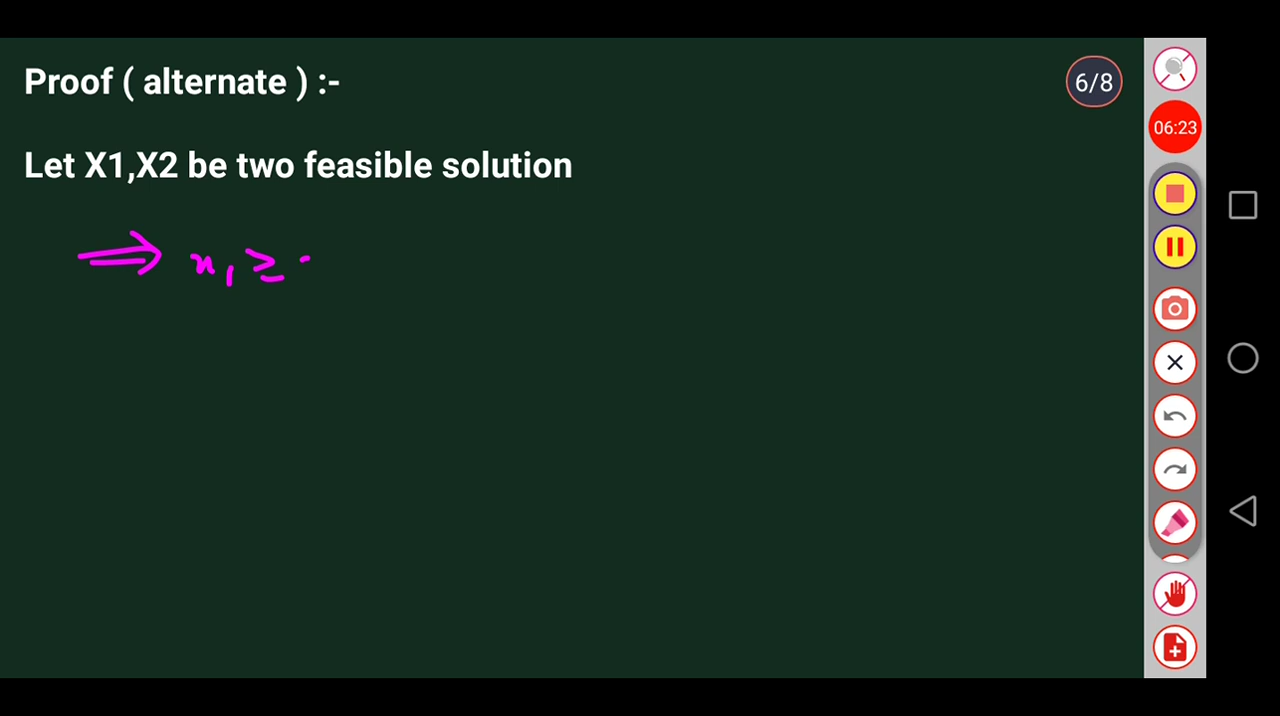 Proof ( alternate ) :-
6/8
06:23
Let X1,X2 be two feasible solution
⟹ x₁ ≥